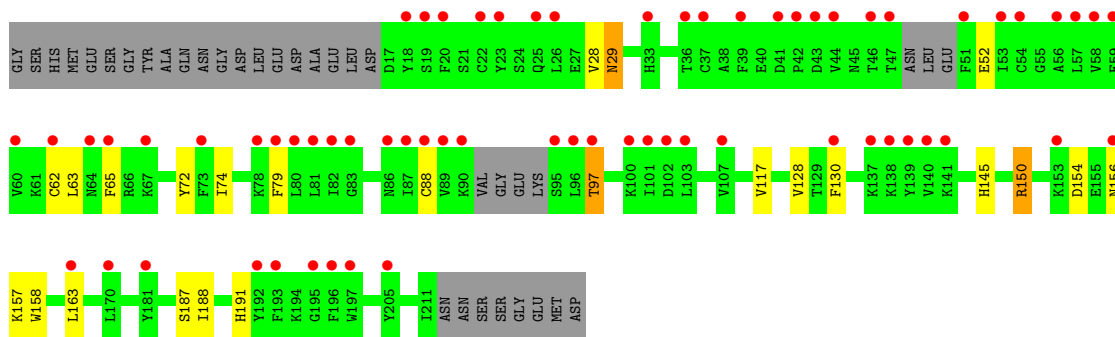 GLY SER HIS MET GLU SER GLY TYR ALA GLN ASN GLY ASP LEU GLU ASP ALA GLU LEU ASP D17 Y18 S19 F20 S21 C22 Y23 S24 Q25 L26 E27 V28 N29 H33 T36 C37 A38 F39 E40 D41 P42 D43 V44 N45 T46 T47 ASN LEU GLU F51 E52 I53 C54 G55 A56 L57 V58 E59
V60 K61 C62 L63 N64 F65 R66 K67 Y72 F73 I74 K78 F79 L80 L81 I82 G83 N86 I87 C88 V89 K90 VAL GLY GLU LYS S95 L96 T97 K100 I101 D102 L103 V107 V117 V128 T129 F130 K137 K138 Y139 V140 K141 H145 R150 K153 D154 E155 N156
K157 W158 L163 L170 Y181 S187 I188 H191 Y192 F193 K194 G195 F196 W197 Y205 I211 ASN ASN SER SER GLY GLU MET ASP